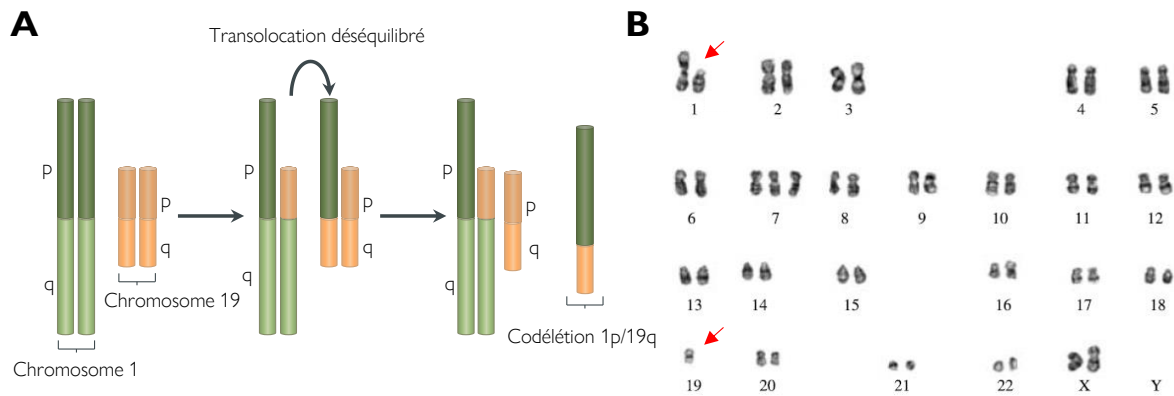 A
Transolocation déséquilibré
p
q
p
q
Chromosome 19
Chromosome 1
p
q
p
q
p
q
p
q
Codélétion 1p/19q
B
1 2 3 4 5
6 7 8 9 10 11 12
13 14 15 16 17 18
19 20 21 22 X Y